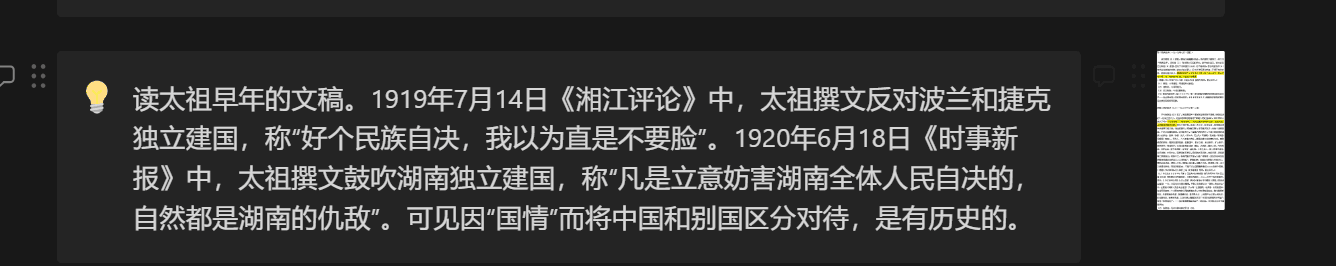 读太祖早年的文稿。1919年7月14日《湘江评论》中，太祖撰文反对波兰和捷克
独立建国，称“好个民族自决，我以为直是不要脸”。1920年6月18日《时事新
报》中，太祖撰文鼓吹湖南独立建国，称“凡是立意妨害湖南全体人民自决的，
自然都是湖南的仇敌”。可见因“国情”而将中国和别国区分对待，是有历史的。